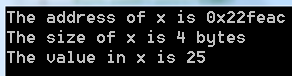 The address of x is 0x22feac
The size of x is 4 bytes
The value in x is 25